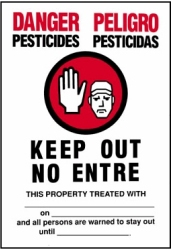 DANGER PELIGRO
PESTICIDES PESTICIDAS
KEEP OUT
NO ENTRE
THIS PROPERTY TREATED WITH
on
and all persons are warned to stay out
until